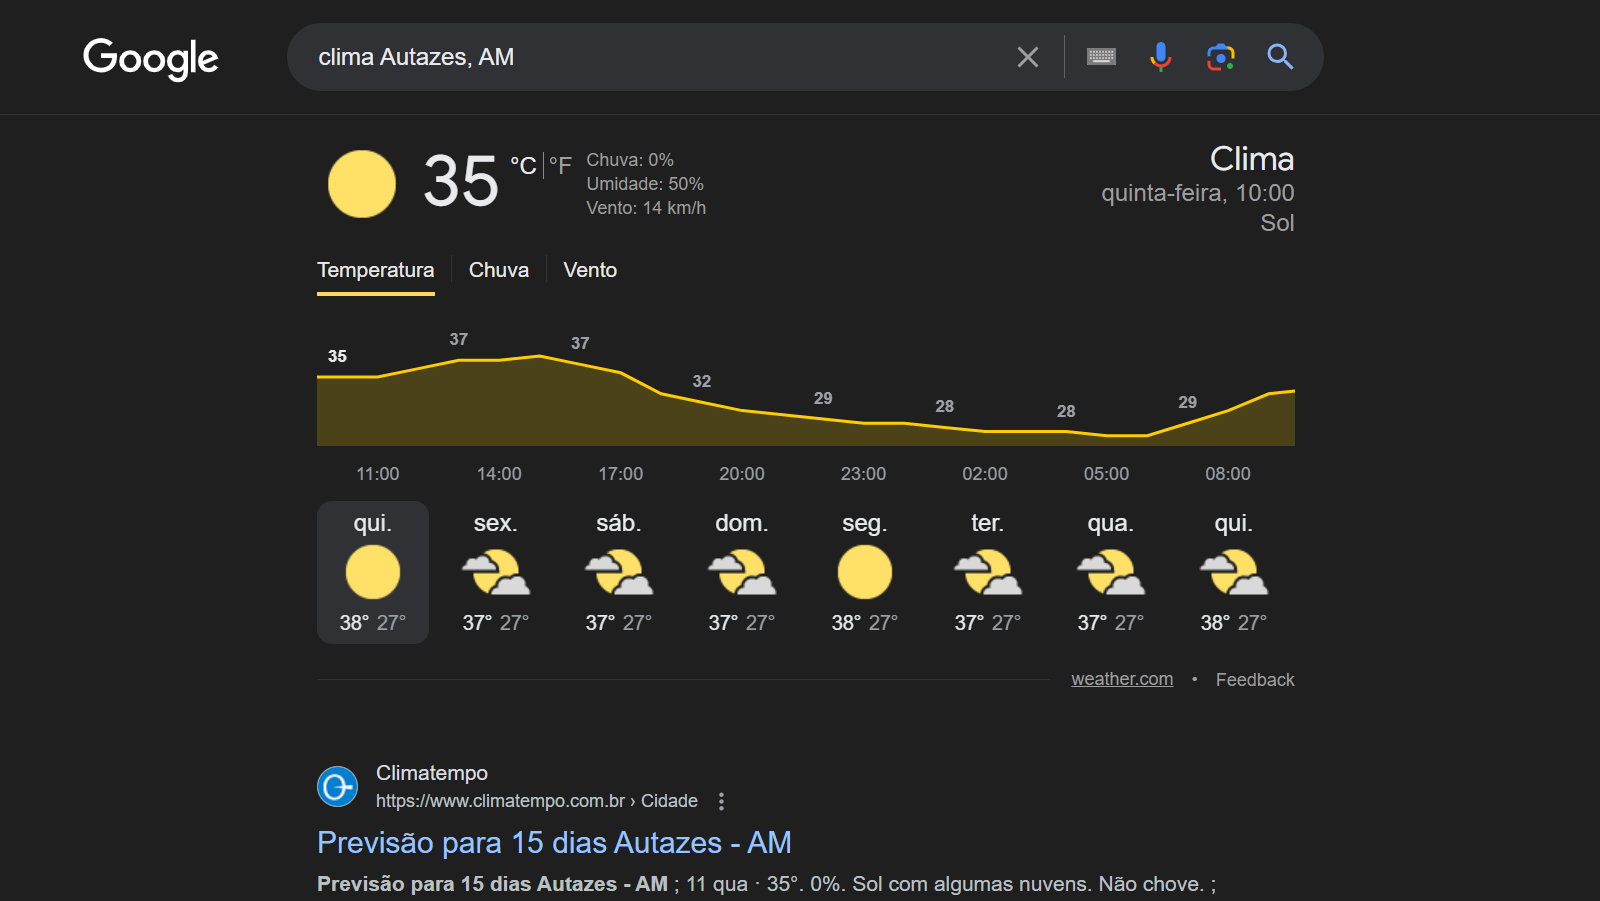 Google
clima Autazes, AM
35 °C °F
Chuva: 0%
Umidade: 50%
Vento: 14 km/h
Clima
quinta-feira, 10:00
Sol
Temperatura Chuva Vento
35 37 37 32 29 28 28 29
11:00 14:00 17:00 20:00 23:00 02:00 05:00 08:00
qui. sex. sáb. dom. seg. ter. qua. qui.
38° 27° 37° 27° 37° 27° 37° 27° 38° 27° 37° 27° 37° 27° 38° 27°
weather.com • Feedback
Climatempo
https://www.climatempo.com.br › Cidade
Previsão para 15 dias Autazes - AM
Previsão para 15 dias Autazes - AM ; 11 qua · 35°. 0%. Sol com algumas nuvens. Não chove. ;